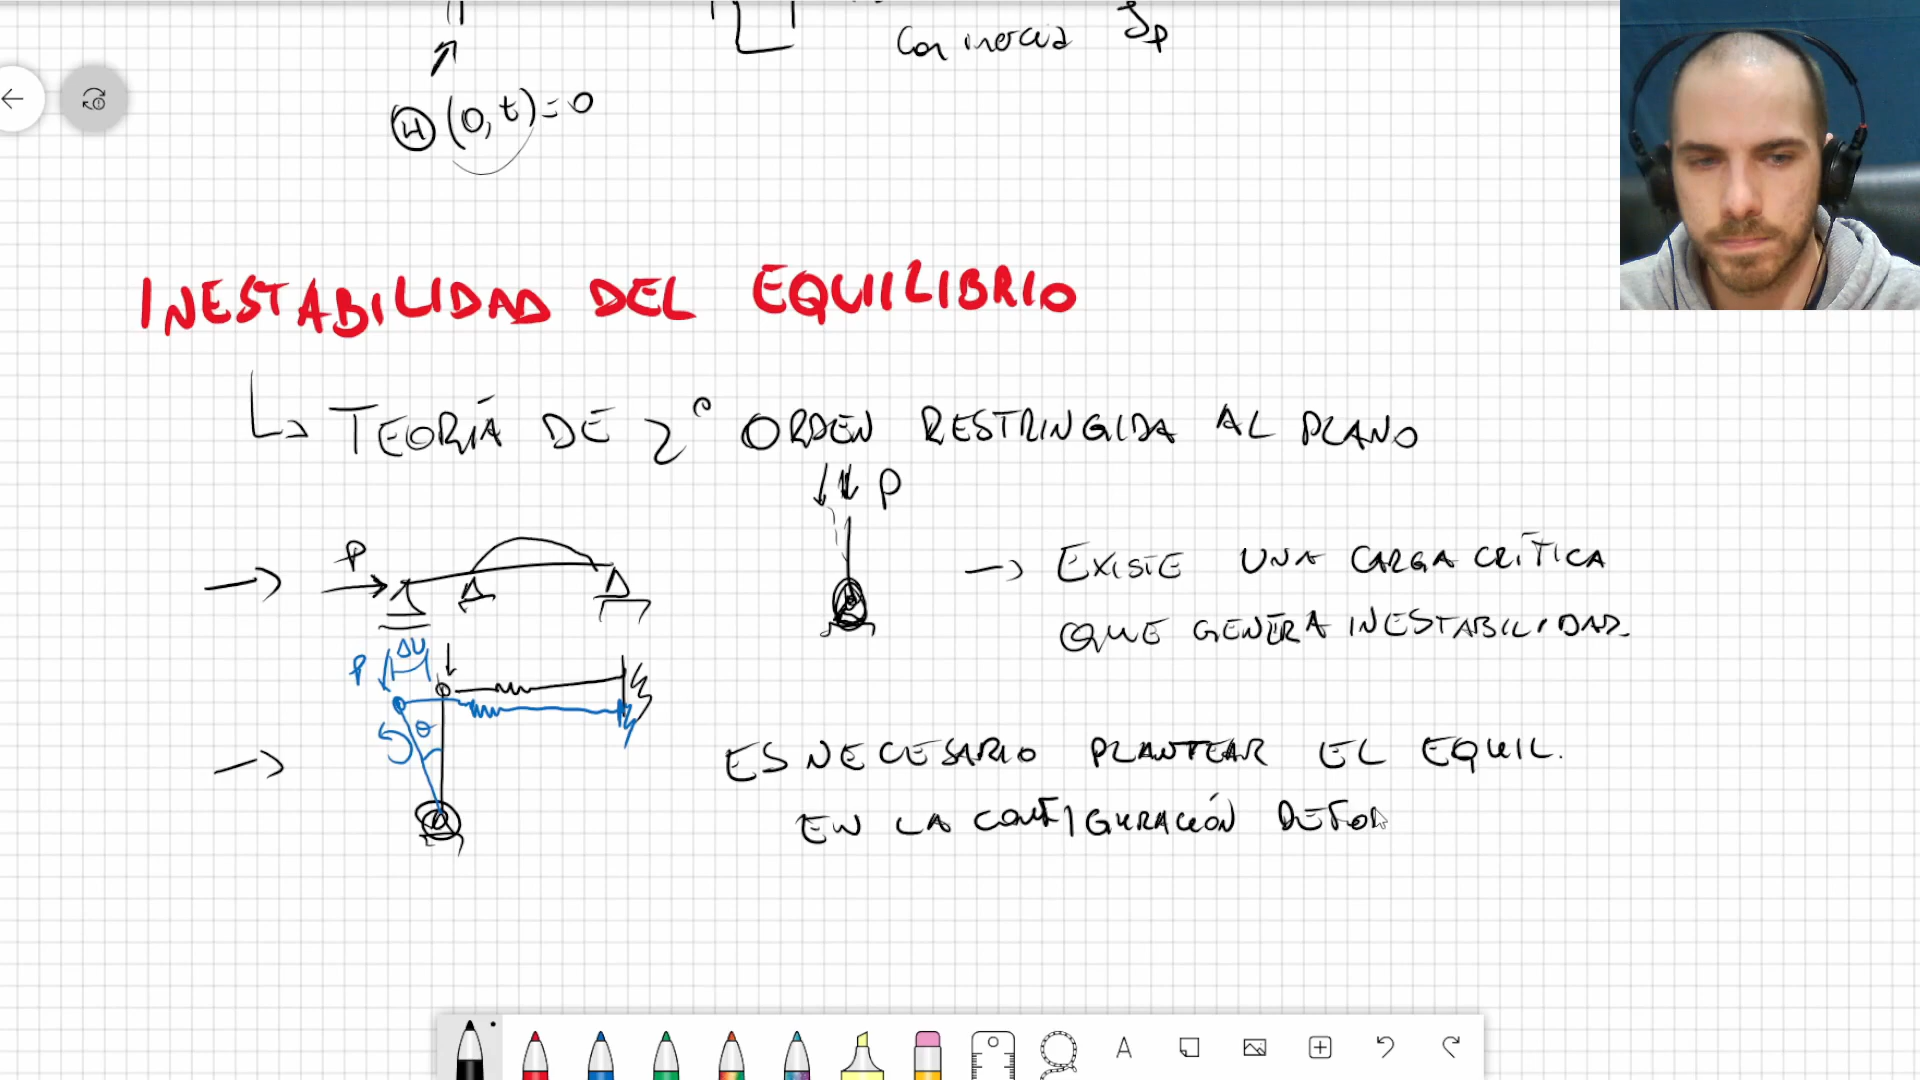 Con inercia Jp
Ⓗ (0, t) = 0
INESTABILIDAD DEL EQUIILIBRIO
↳ TEORÍA DE 2° ORDEN RESTRINGIDA AL PLANO
P
P
→ EXISTE UNA CARGA CRÍTICA
QUE GENERA INESTABILIDAD.
P ΔU
θ
ES NECESARIO PLANTEAR EL EQUIL.
EN LA CONFIGURACIÓN DEFOR
A